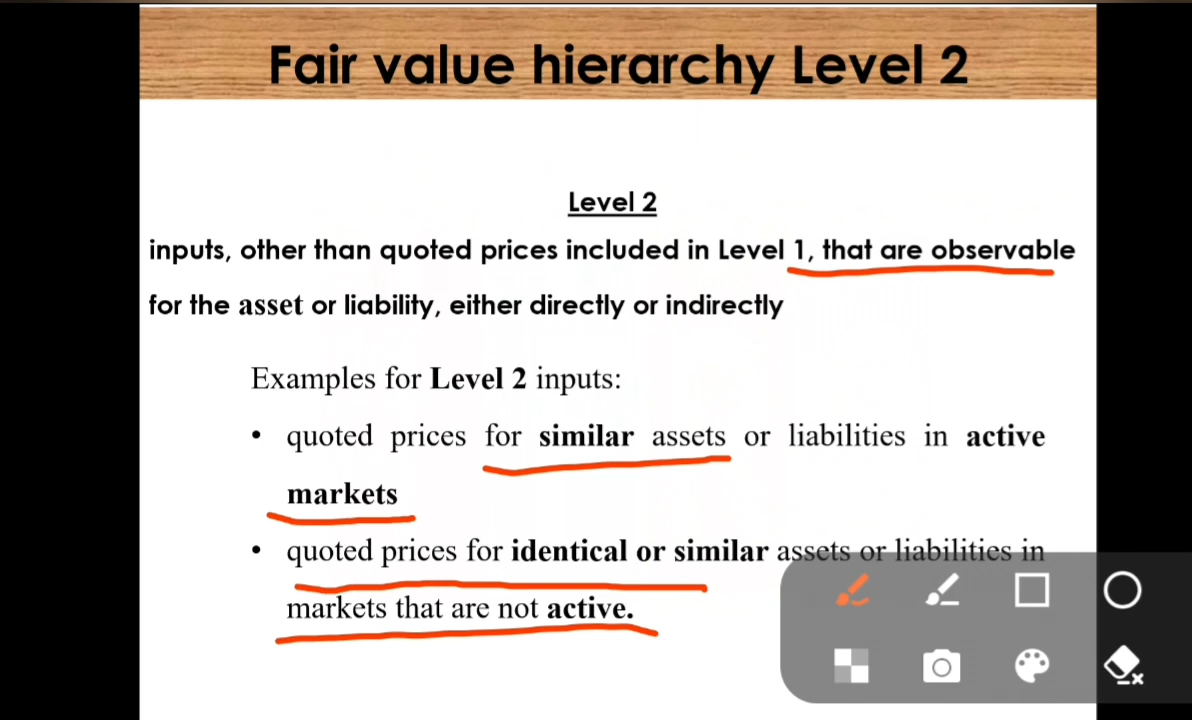 Fair value hierarchy Level 2
Level 2
inputs, other than quoted prices included in Level 1, that are observable
for the asset or liability, either directly or indirectly
Examples for Level 2 inputs:
• quoted prices for similar assets or liabilities in active
markets
• quoted prices for identical or similar assets or liabilities in
markets that are not active.